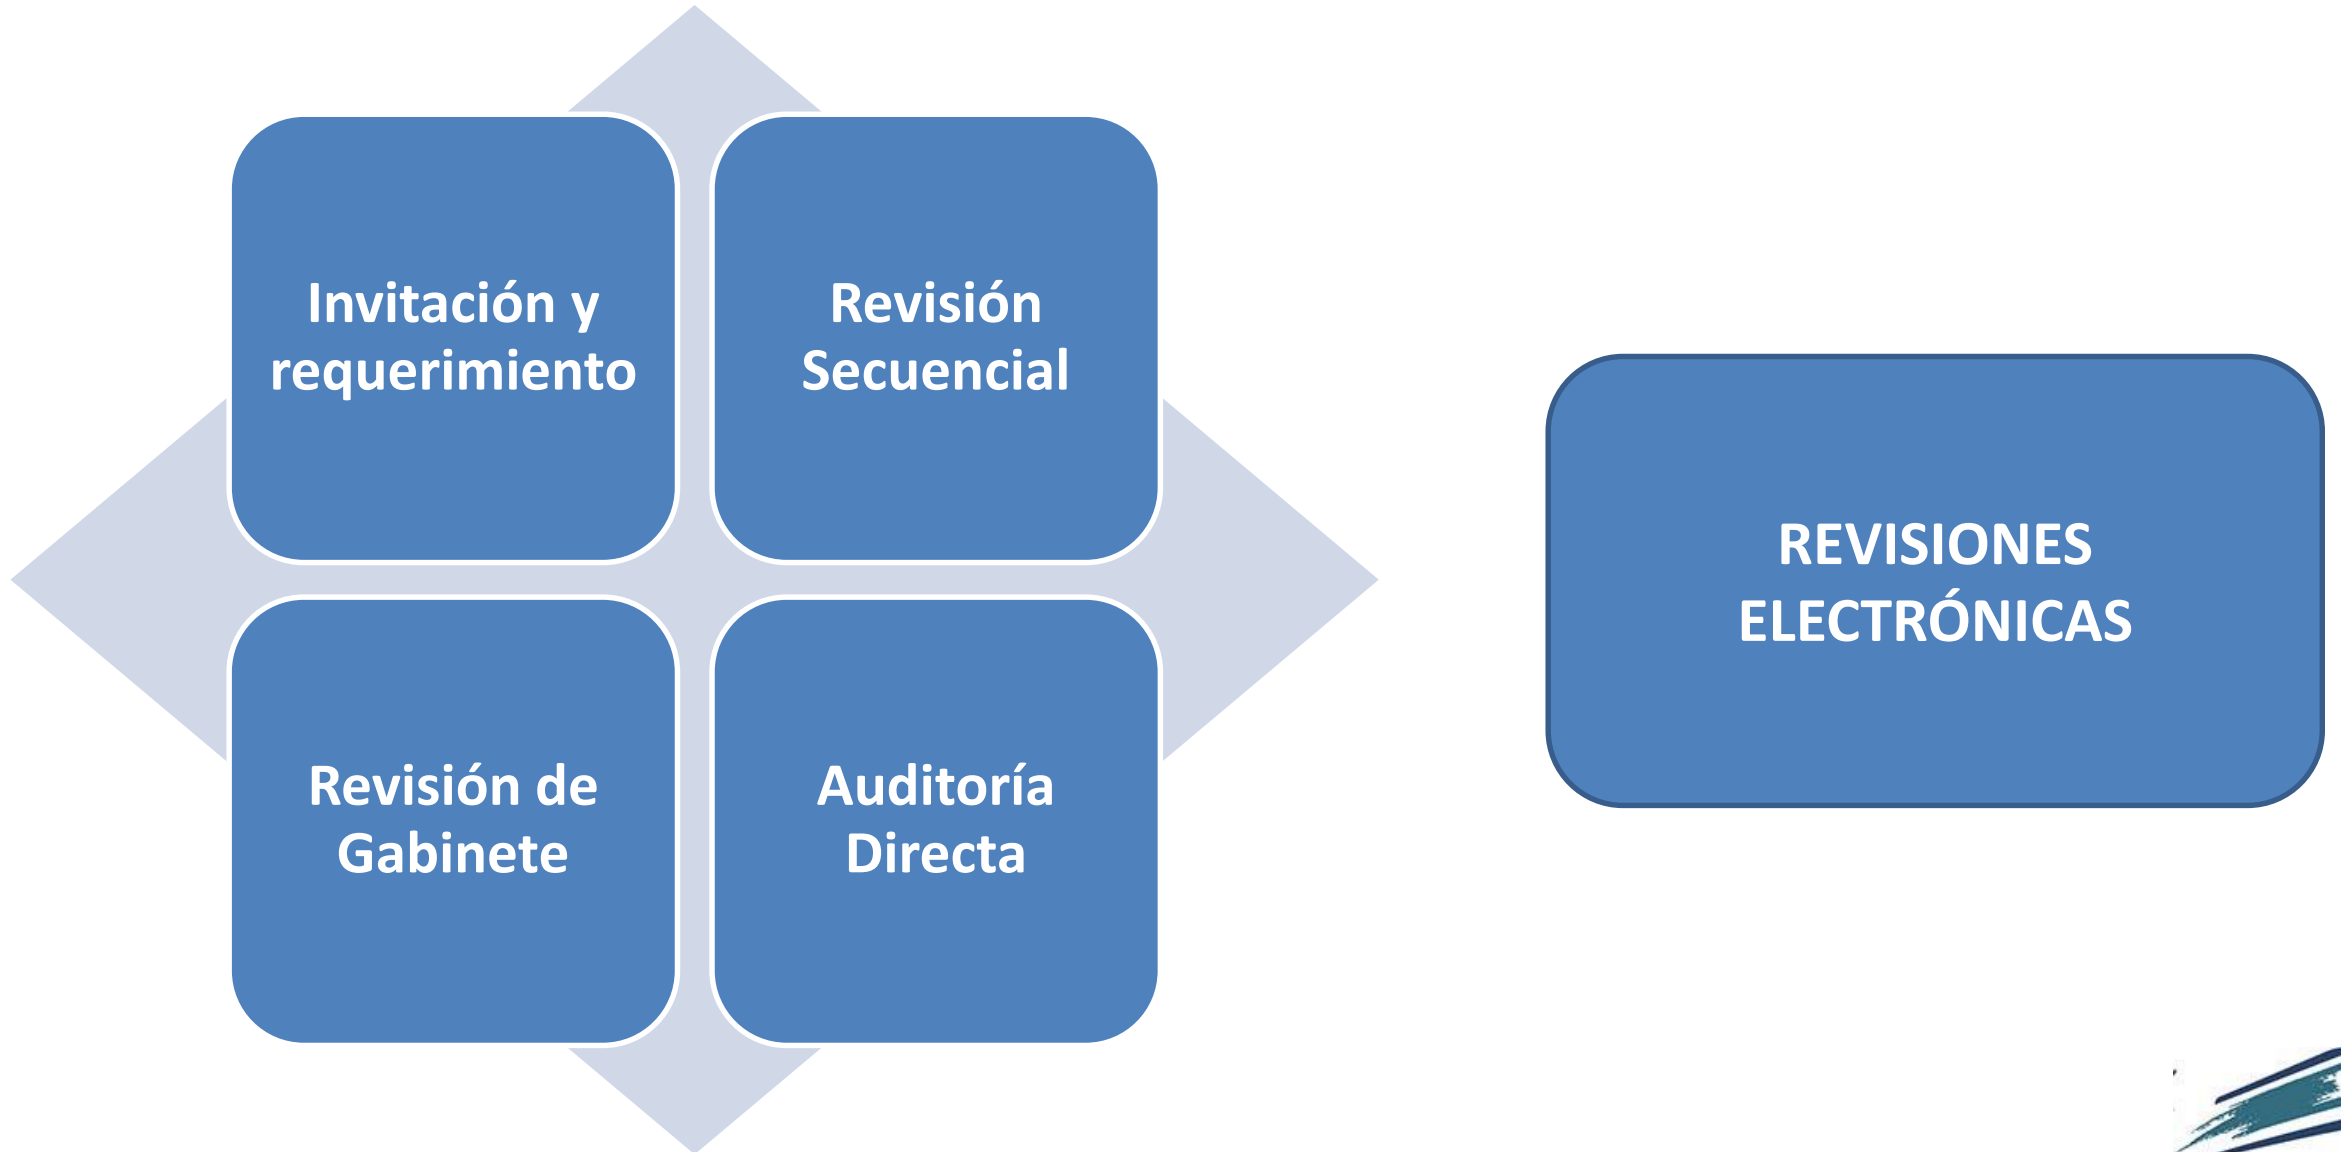 Invitación y
requerimiento
Revisión
Secuencial
Revisión de
Gabinete
Auditoría
Directa
REVISIONES
ELECTRÓNICAS